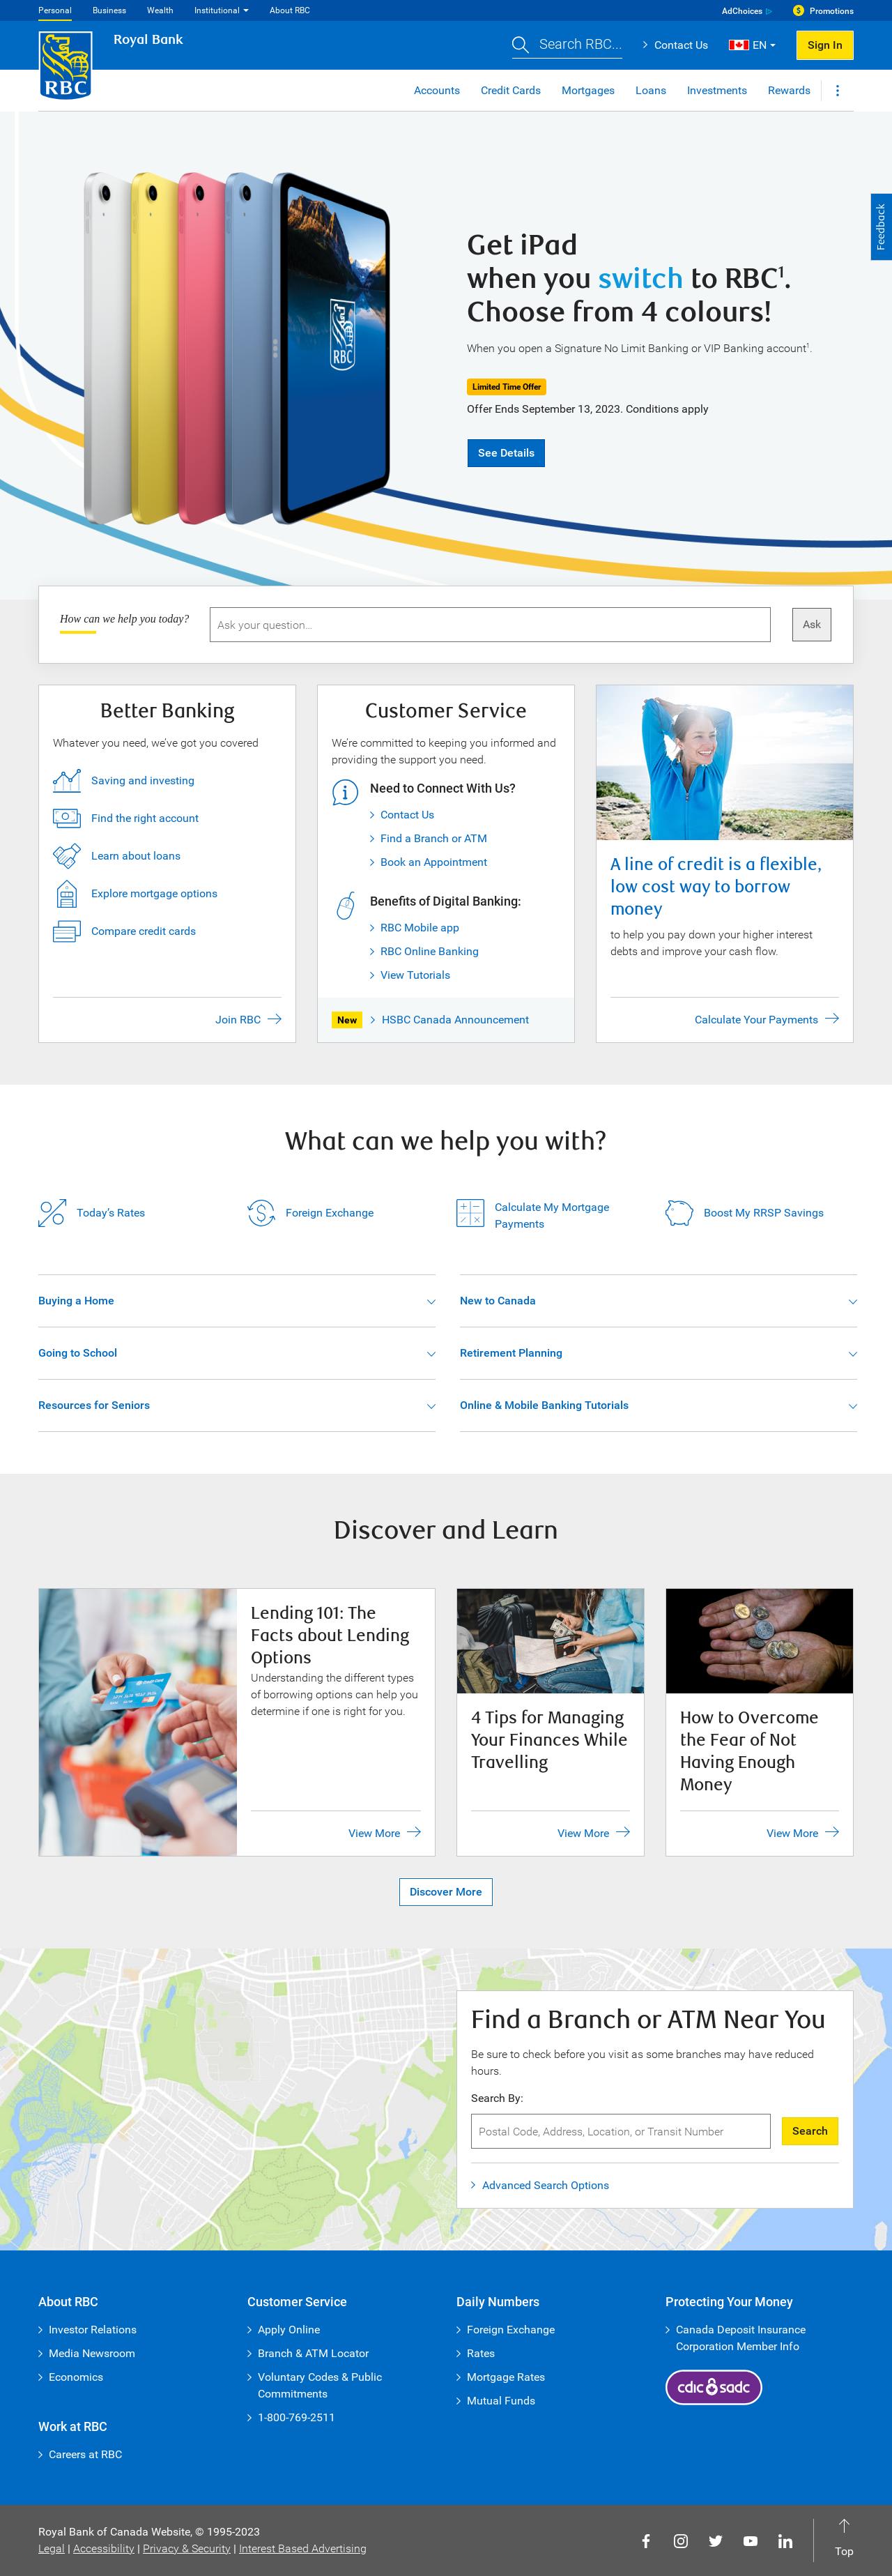 Personal
Business
Wealth
Institutional
About RBC
AdChoices
$ Promotions
RBC
Royal Bank
Search RBC...
Contact Us
EN
Sign In
Accounts
Credit Cards
Mortgages
Loans
Investments
Rewards
Feedback
RBC
Get iPad
when you switch to RBC¹.
Choose from 4 colours!
When you open a Signature No Limit Banking or VIP Banking account¹.
Limited Time Offer
Offer Ends September 13, 2023. Conditions apply
See Details
How can we help you today?
Ask your question...
Ask
Better Banking
Whatever you need, we've got you covered
Saving and investing
Find the right account
Learn about loans
Explore mortgage options
Compare credit cards
Join RBC
Customer Service
We're committed to keeping you informed and
providing the support you need.
Need to Connect With Us?
Contact Us
Find a Branch or ATM
Book an Appointment
Benefits of Digital Banking:
RBC Mobile app
RBC Online Banking
View Tutorials
New
HSBC Canada Announcement
A line of credit is a flexible,
low cost way to borrow
money
to help you pay down your higher interest
debts and improve your cash flow.
Calculate Your Payments
What can we help you with?
Today's Rates
Foreign Exchange
Calculate My Mortgage
Payments
Boost My RRSP Savings
Buying a Home
New to Canada
Going to School
Retirement Planning
Resources for Seniors
Online & Mobile Banking Tutorials
Discover and Learn
Lending 101: The
Facts about Lending
Options
Understanding the different types
of borrowing options can help you
determine if one is right for you.
View More
4 Tips for Managing
Your Finances While
Travelling
View More
How to Overcome
the Fear of Not
Having Enough
Money
View More
Discover More
Find a Branch or ATM Near You
Be sure to check before you visit as some branches may have reduced
hours.
Search By:
Postal Code, Address, Location, or Transit Number
Search
Advanced Search Options
About RBC
Investor Relations
Media Newsroom
Economics
Work at RBC
Careers at RBC
Customer Service
Apply Online
Branch & ATM Locator
Voluntary Codes & Public
Commitments
1-800-769-2511
Daily Numbers
Foreign Exchange
Rates
Mortgage Rates
Mutual Funds
Protecting Your Money
Canada Deposit Insurance
Corporation Member Info
cdic sadc
Royal Bank of Canada Website, © 1995-2023
Legal | Accessibility | Privacy & Security | Interest Based Advertising
Top